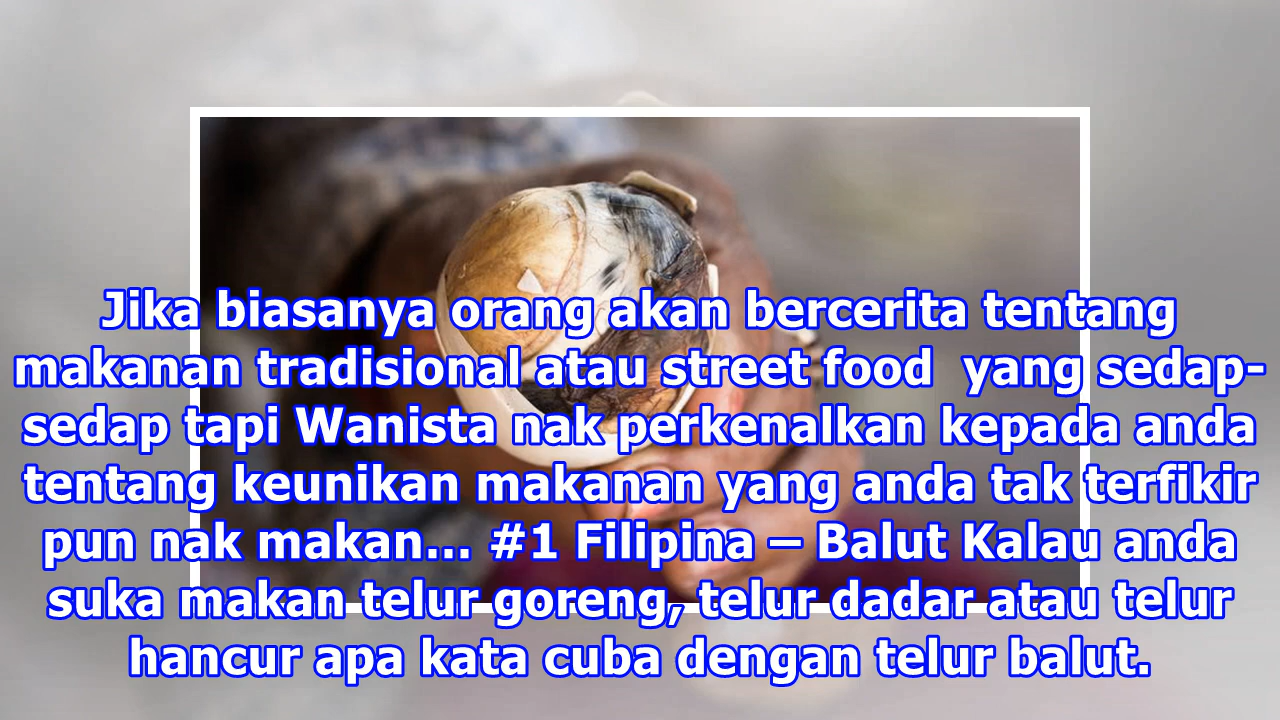 Jika biasanya orang akan bercerita tentang
makanan tradisional atau street food  yang sedap-
sedap tapi Wanista nak perkenalkan kepada anda
tentang keunikan makanan yang anda tak terfikir
pun nak makan... #1 Filipina – Balut Kalau anda
suka makan telur goreng, telur dadar atau telur
hancur apa kata cuba dengan telur balut.